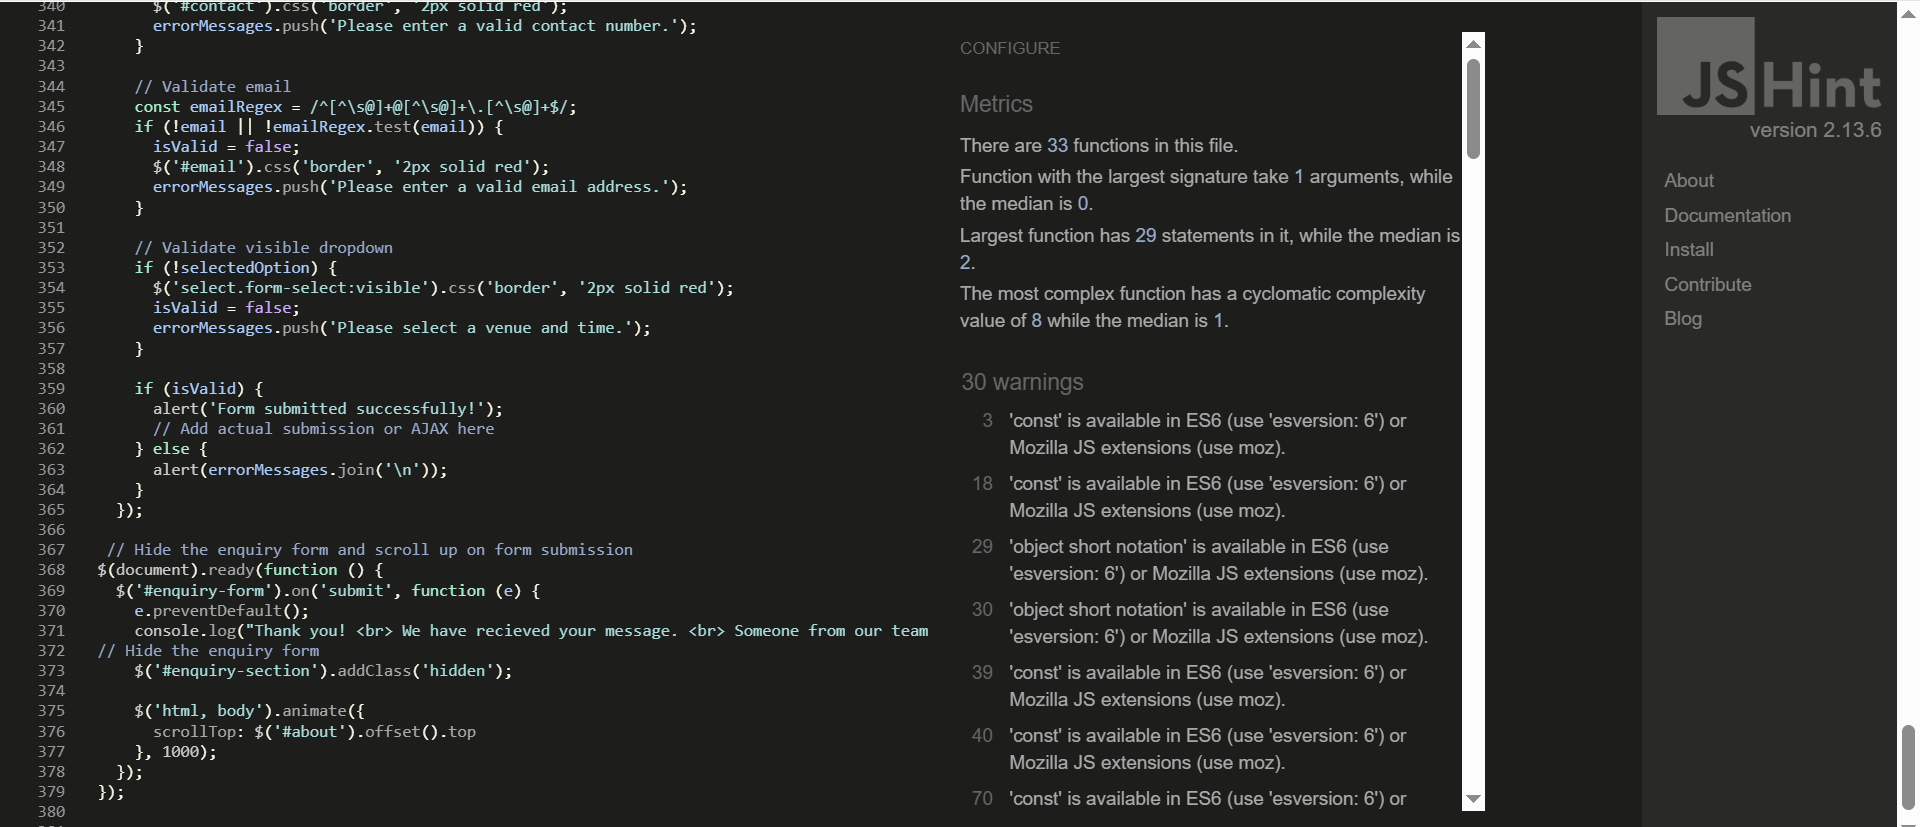 340 $('#contact').css('border', '2px solid red');
341 errorMessages.push('Please enter a valid contact number.');
342 }
343
344 // Validate email
345 const emailRegex = /^[^\s@]+@[^\s@]+\.[^\s@]+$/;
346 if (!email || !emailRegex.test(email)) {
347 isValid = false;
348 $('#email').css('border', '2px solid red');
349 errorMessages.push('Please enter a valid email address.');
350 }
351
352 // Validate visible dropdown
353 if (!selectedOption) {
354 $('select.form-select:visible').css('border', '2px solid red');
355 isValid = false;
356 errorMessages.push('Please select a venue and time.');
357 }
358
359 if (isValid) {
360 alert('Form submitted successfully!');
361 // Add actual submission or AJAX here
362 } else {
363 alert(errorMessages.join('\n'));
364 }
365 });
366
367 // Hide the enquiry form and scroll up on form submission
368 $(document).ready(function () {
369 $('#enquiry-form').on('submit', function (e) {
370 e.preventDefault();
371 console.log("Thank you! <br> We have recieved your message. <br> Someone from our team
372 // Hide the enquiry form
373 $('#enquiry-section').addClass('hidden');
374
375 $('html, body').animate({
376 scrollTop: $('#about').offset().top
377 }, 1000);
378 });
379 });
380
CONFIGURE
Metrics
There are 33 functions in this file.
Function with the largest signature take 1 arguments, while
the median is 0.
Largest function has 29 statements in it, while the median is
2.
The most complex function has a cyclomatic complexity
value of 8 while the median is 1.
30 warnings
3 'const' is available in ES6 (use 'esversion: 6') or
Mozilla JS extensions (use moz).
18 'const' is available in ES6 (use 'esversion: 6') or
Mozilla JS extensions (use moz).
29 'object short notation' is available in ES6 (use
'esversion: 6') or Mozilla JS extensions (use moz).
30 'object short notation' is available in ES6 (use
'esversion: 6') or Mozilla JS extensions (use moz).
39 'const' is available in ES6 (use 'esversion: 6') or
Mozilla JS extensions (use moz).
40 'const' is available in ES6 (use 'esversion: 6') or
Mozilla JS extensions (use moz).
70 'const' is available in ES6 (use 'esversion: 6') or
JSHint
version 2.13.6
About
Documentation
Install
Contribute
Blog